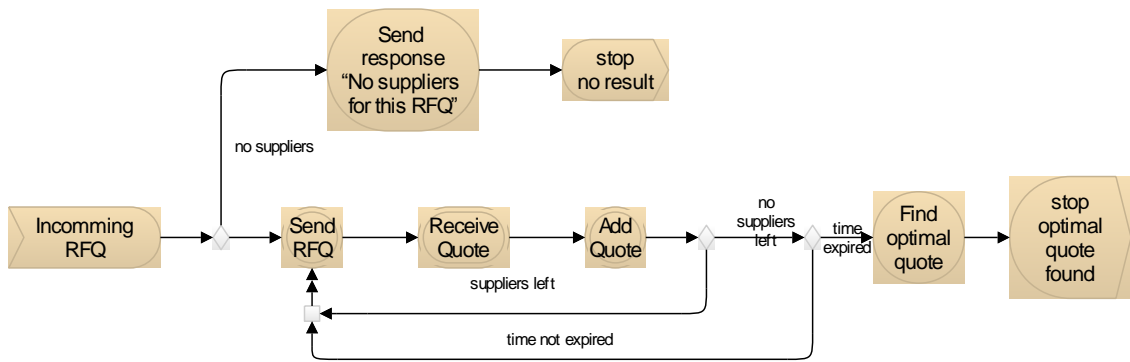 Send
response
“No suppliers
for this RFQ”
stop
no result
no suppliers
Incomming
RFQ
Send
RFQ
Receive
Quote
Add
Quote
no
suppliers
left
time
expired
Find
optimal
quote
stop
optimal
quote
found
suppliers left
time not expired